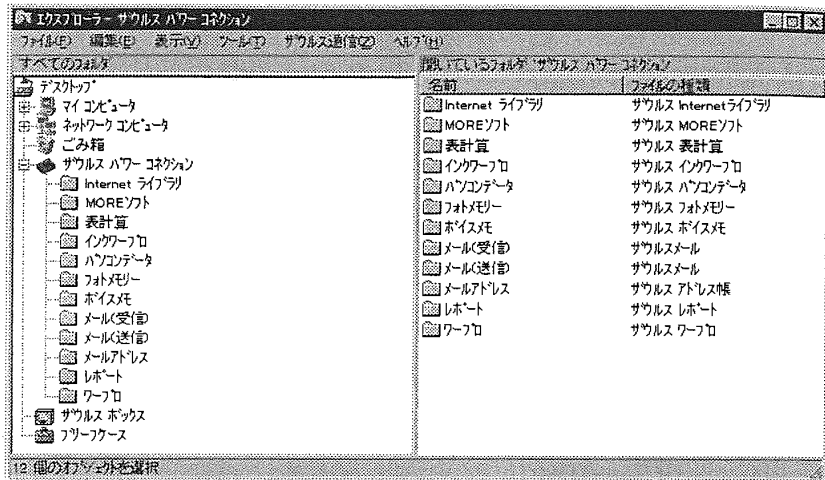 エクスプローラ - ザウルス パワー コネクション
ファイル(F) 編集(E) 表示(V) ツール(T) ザウルス通信(Z) ヘルプ(H)
すべてのフォルダ
デスクトップ
マイ コンピュータ
ネットワーク コンピュータ
ごみ箱
ザウルス パワー コネクション
Internet ライブラリ
MOREソフト
表計算
インクワープロ
パソコンデータ
フォトメモリー
ボイスメモ
メール(受信)
メール(送信)
メールアドレス
レポート
ワープロ
ザウルス ボックス
ブリーフケース
開いているフォルダ 'ザウルス パワー コネクション
名前 ファイルの種類
Internet ライブラリ ザウルス Internetライブラリ
MOREソフト ザウルス MOREソフト
表計算 ザウルス 表計算
インクワープロ ザウルス インクワープロ
パソコンデータ ザウルス パソコンデータ
フォトメモリー ザウルス フォトメモリー
ボイスメモ ザウルス ボイスメモ
メール(受信) ザウルスメール
メール(送信) ザウルスメール
メールアドレス ザウルス アドレス帳
レポート ザウルス レポート
ワープロ ザウルス ワープロ
12 個のオブジェクトを選択